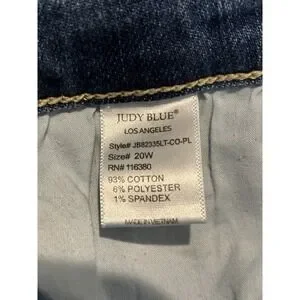 JUDY BLUE®
LOS ANGELES
Style# JB82335LT-CO-PL
Size# 20W
RN# 116380
93% COTTON
6% POLYESTER
1% SPANDEX
MADE IN VIETNAM